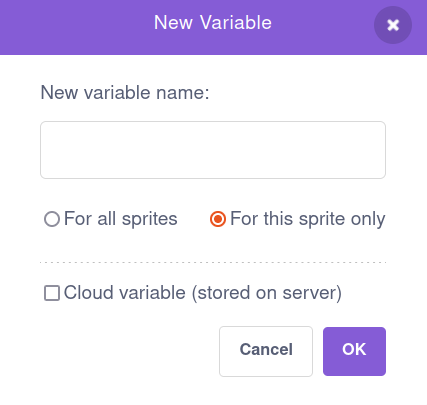 New Variable
New variable name:
For all sprites For this sprite only
Cloud variable (stored on server)
Cancel OK